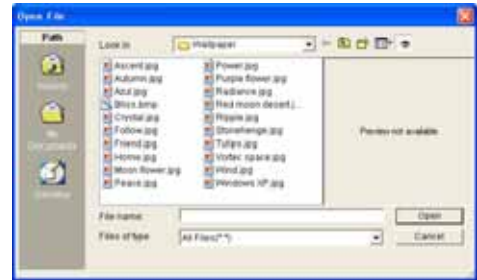 Open File
Path
Look in
Wallpaper
Ascent.jpg
Autumn.jpg
Azul.jpg
Bliss.bmp
Crystal.jpg
Follow.jpg
Friend.jpg
Home.jpg
Moon flower.jpg
Peace.jpg
Power.jpg
Purple flower.jpg
Radiance.jpg
Red moon desert.j...
Ripple.jpg
Stonehenge.jpg
Tulips.jpg
Vortec space.jpg
Wind.jpg
Windows XP.jpg
Preview not available
My
Documents
Desktop
File name
Open
Files of type
All Files(*.*)
Cancel